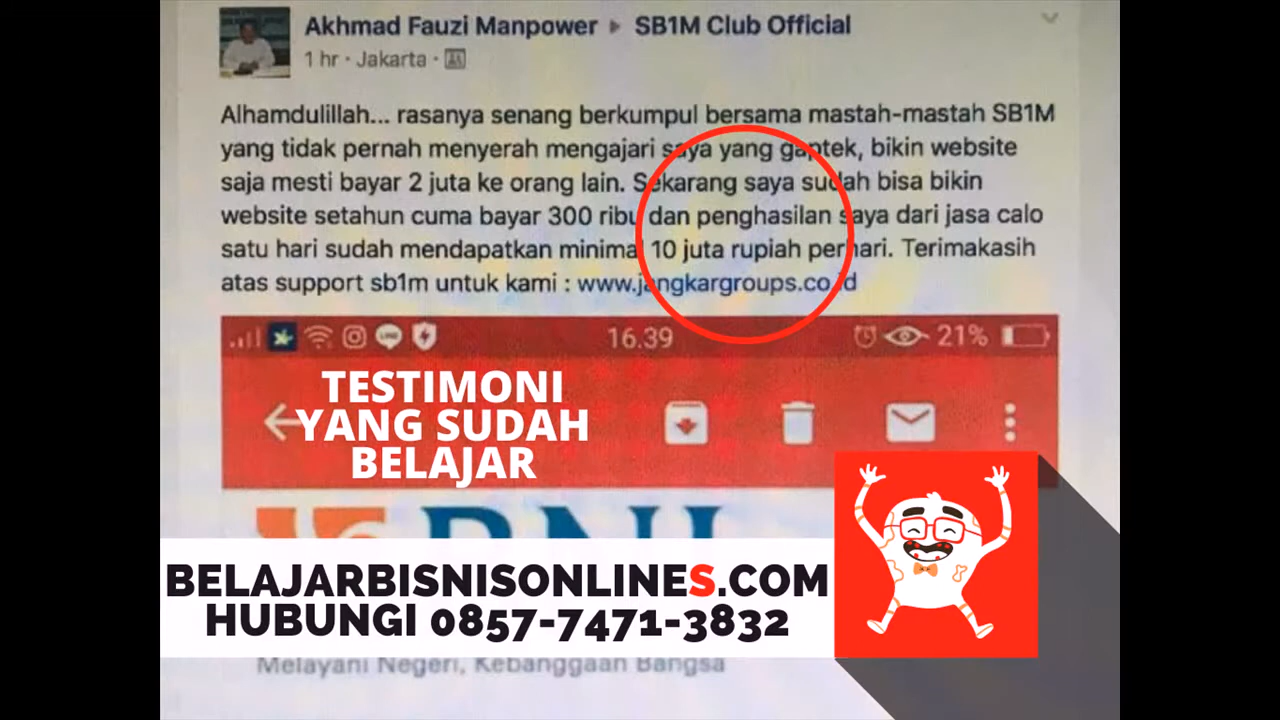 Akhmad Fauzi Manpower ▸ SB1M Club Official
1 hr · Jakarta ·
Alhamdulillah... rasanya senang berkumpul bersama mastah-mastah SB1M
yang tidak pernah menyerah mengajari saya yang gaptek, bikin website
saja mesti bayar 2 juta ke orang lain. Sekarang saya sudah bisa bikin
website setahun cuma bayar 300 ribu dan penghasilan saya dari jasa calo
satu hari sudah mendapatkan minimal 10 juta rupiah perhari. Terimakasih
atas support sb1m untuk kami : www.jangkargroups.co.id
16.39 21%
TESTIMONI
YANG SUDAH
BELAJAR
BNI
BELAJARBISNISONLINES.COM
HUBUNGI 0857-7471-3832
Melayani Negeri, Kebanggaan Bangsa